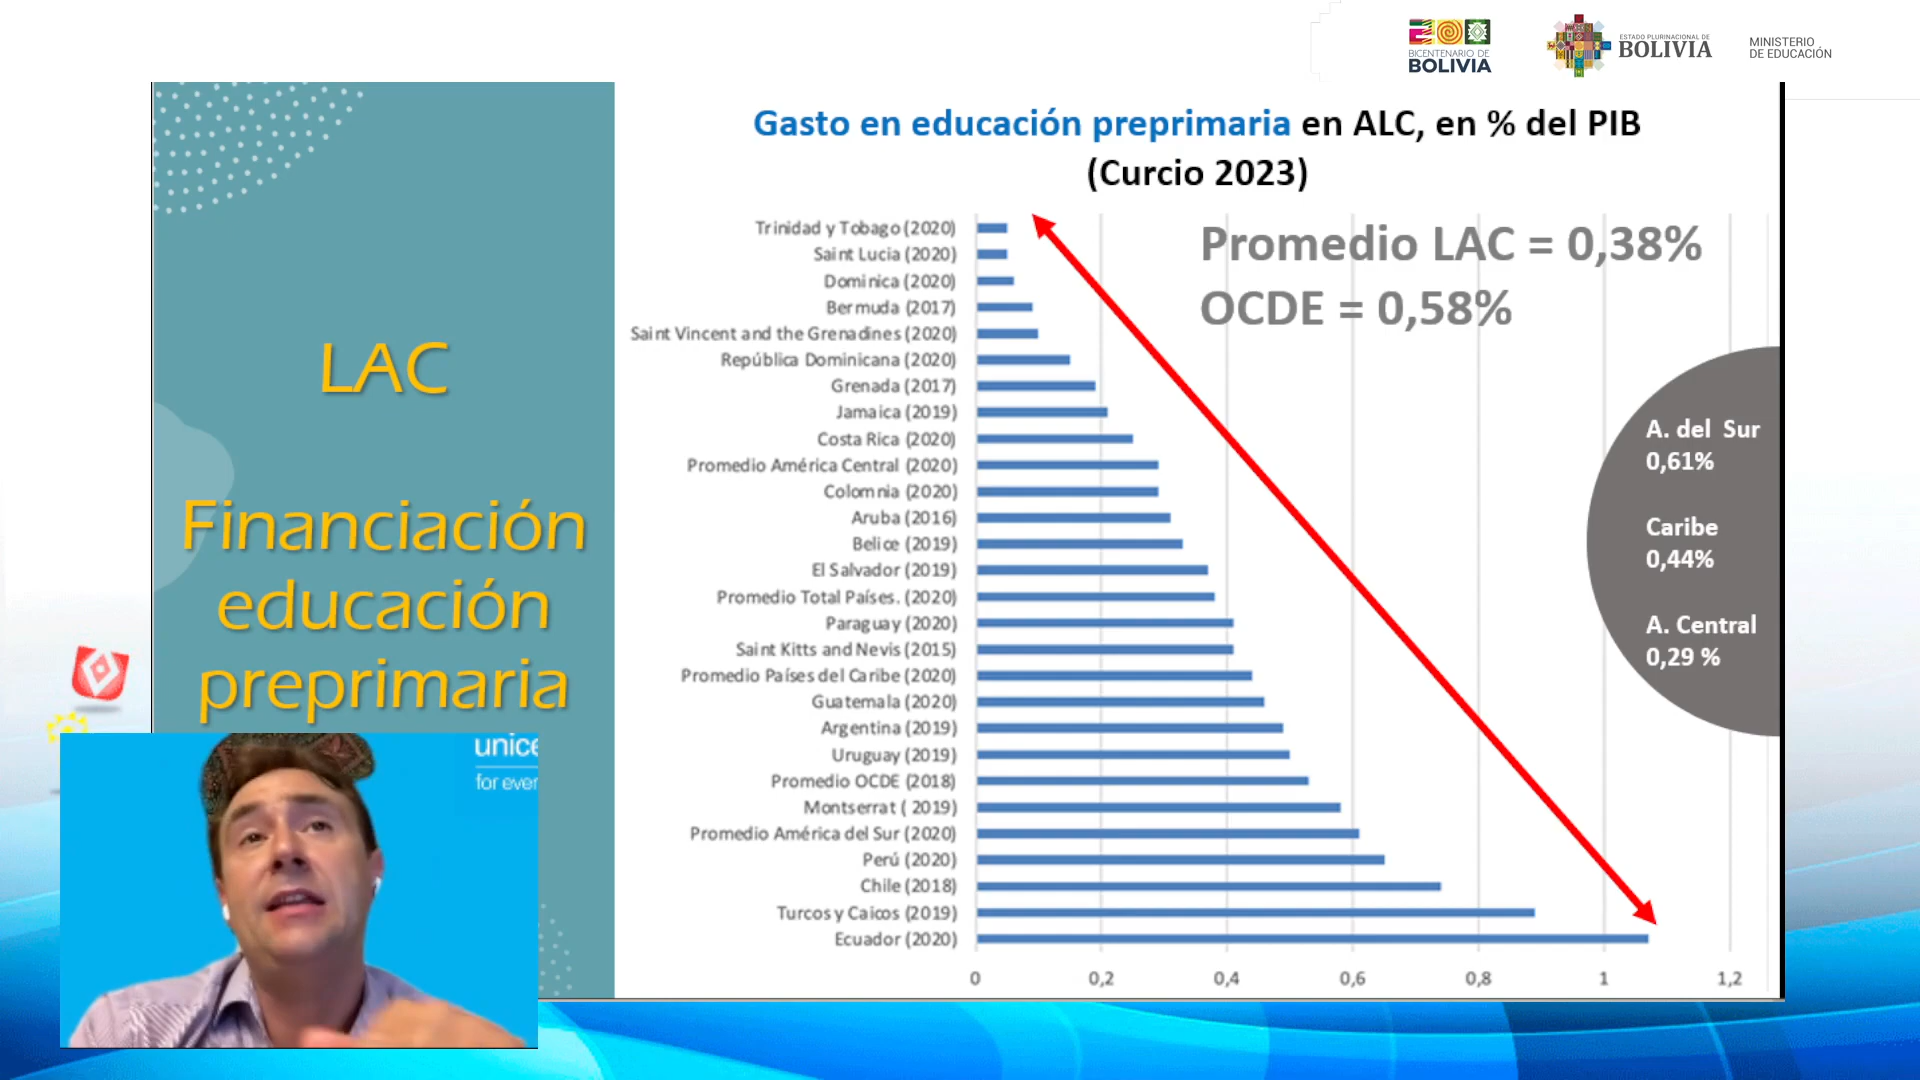 BICENTENARIO DE
BOLIVIA
ESTADO PLURINACIONAL DE
BOLIVIA
MINISTERIO
DE EDUCACIÓN
LAC
Financiación
educación
preprimaria
Gasto en educación preprimaria en ALC, en % del PIB
(Curcio 2023)
Promedio LAC = 0,38%
OCDE = 0,58%
Trinidad y Tobago (2020)
Saint Lucia (2020)
Dominica (2020)
Bermuda (2017)
Saint Vincent and the Grenadines (2020)
República Dominicana (2020)
Grenada (2017)
Jamaica (2019)
Costa Rica (2020)
Promedio América Central (2020)
Colomnia (2020)
Aruba (2016)
Belice (2019)
El Salvador (2019)
Promedio Total Países. (2020)
Paraguay (2020)
Saint Kitts and Nevis (2015)
Promedio Países del Caribe (2020)
Guatemala (2020)
Argentina (2019)
Uruguay (2019)
Promedio OCDE (2018)
Montserrat ( 2019)
Promedio América del Sur (2020)
Perú (2020)
Chile (2018)
Turcos y Caicos (2019)
Ecuador (2020)
0 0,2 0,4 0,6 0,8 1 1,2
A. del Sur
0,61%
Caribe
0,44%
A. Central
0,29 %
unice
for ever